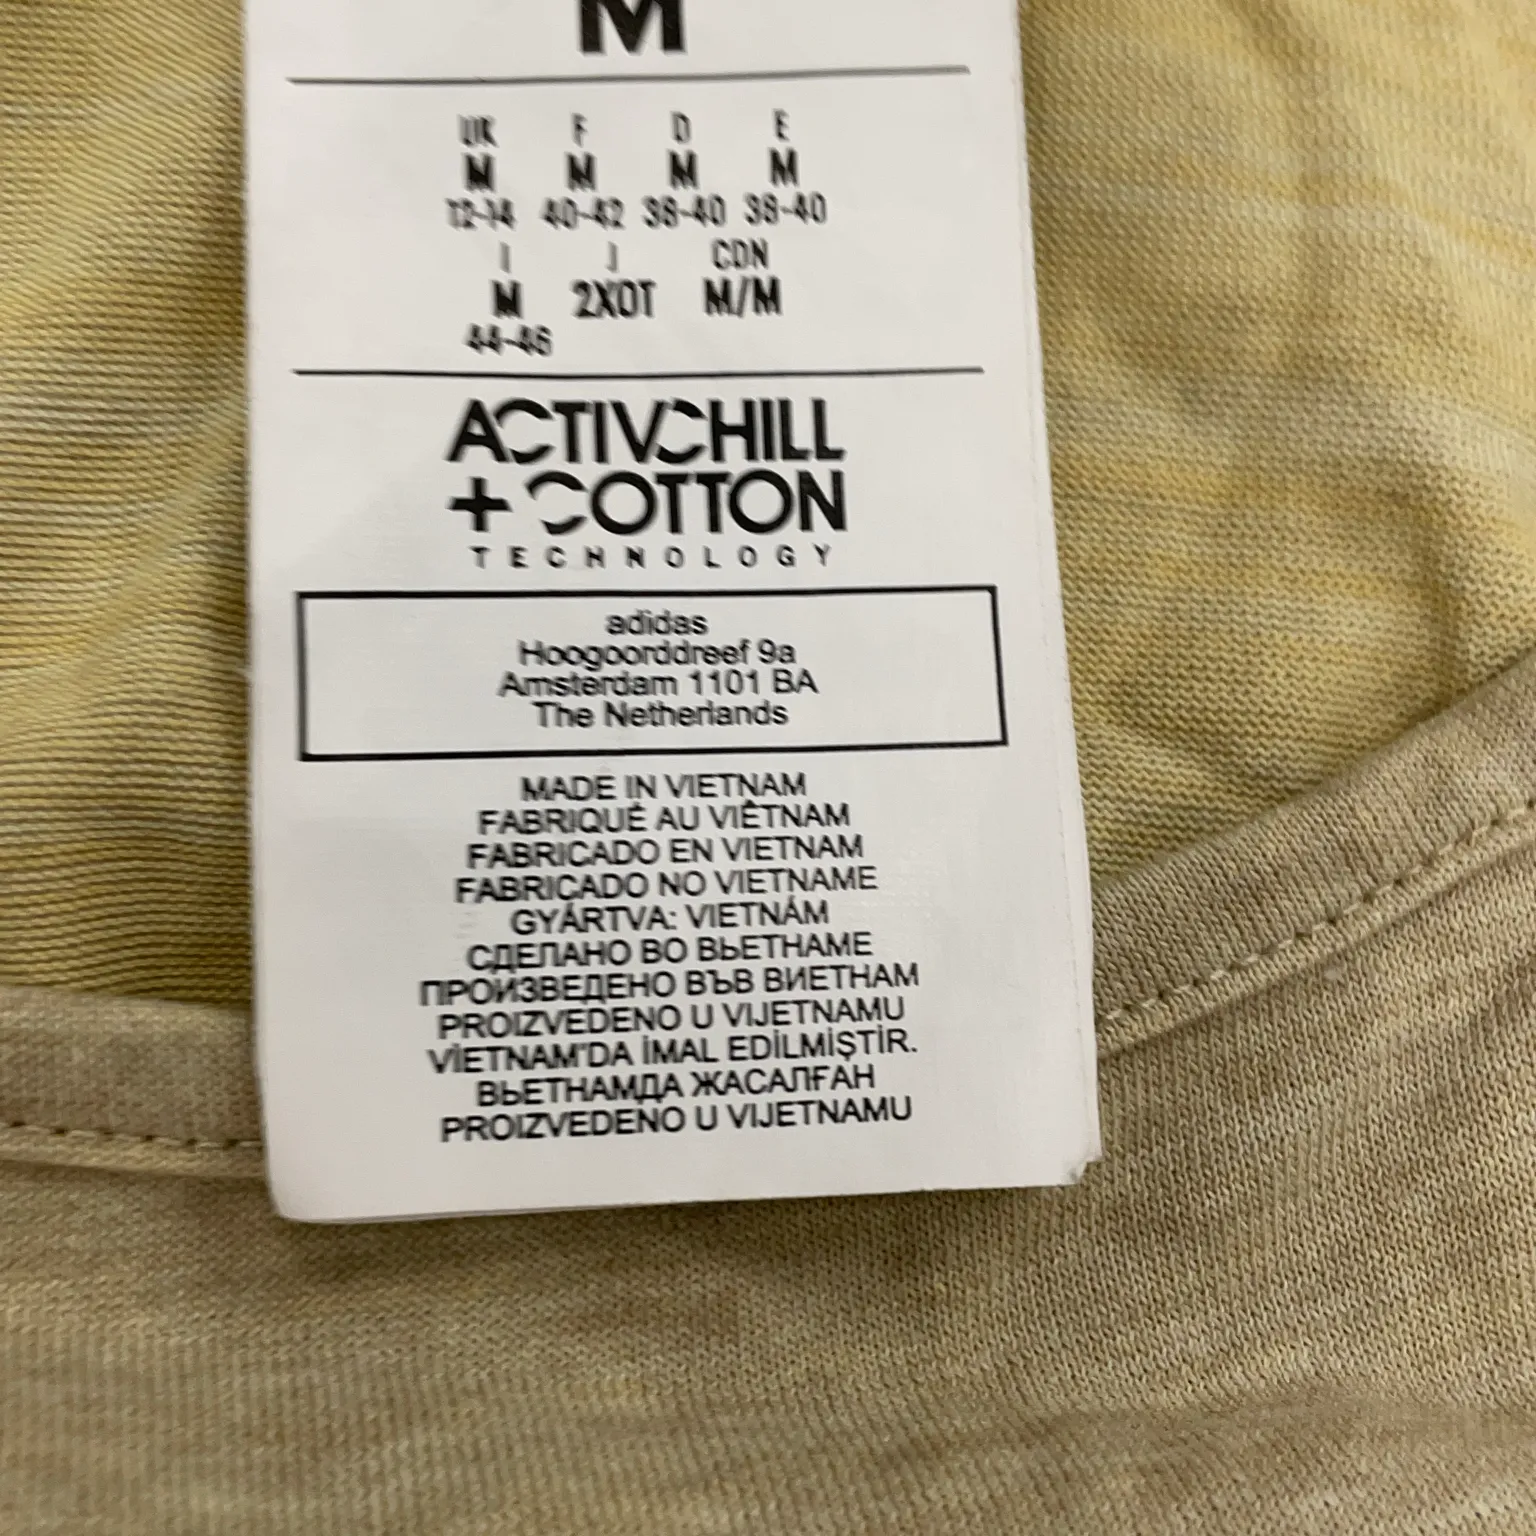 M
UK F D E
M M M M
12-14 40-42 38-40 38-40
I J CDN
M 2XOT M/M
44-46
ACTIVCHILL
+ COTTON
TECHNOLOGY
adidas
Hoogoorddreef 9a
Amsterdam 1101 BA
The Netherlands
MADE IN VIETNAM
FABRIQUÉ AU VIÊTNAM
FABRICADO EN VIETNAM
FABRICADO NO VIETNAME
GYÁRTVA: VIETNÁM
СДЕЛАНО ВО ВЬЕТНАМЕ
ПРОИЗВЕДЕНО ВЪВ ВИЕТНАМ
PROIZVEDENO U VIJETNAMU
VİETNAM'DA İMAL EDİLMİŞTİR.
ВЬЕТНАМДА ЖАСАЛҒАН
PROIZVEDENO U VIJETNAMU